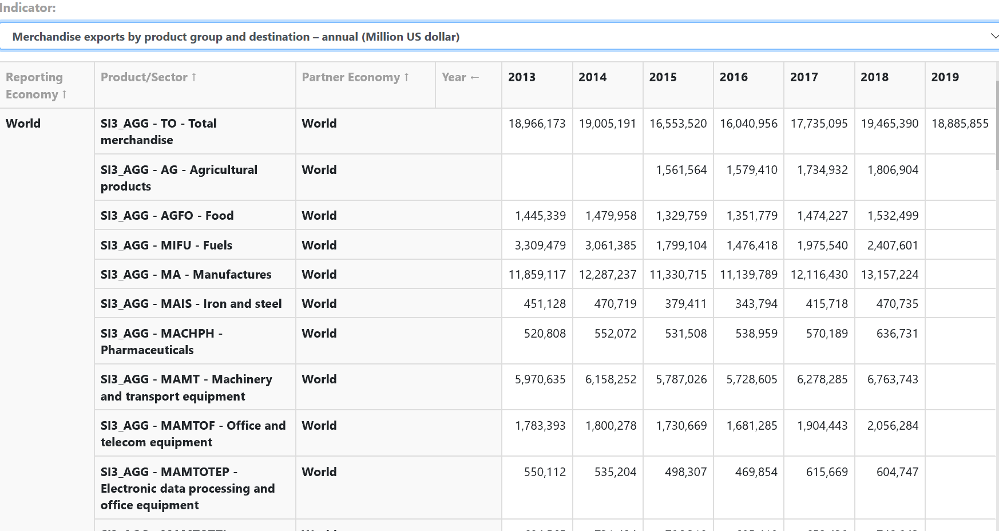 Indicator:
Merchandise exports by product group and destination – annual (Million US dollar)
Reporting Economy ↑ Product/Sector ↑ Partner Economy ↑ Year ← 2013 2014 2015 2016 2017 2018 2019
World SI3_AGG - TO - Total merchandise World 18,966,173 19,005,191 16,553,520 16,040,956 17,735,095 19,465,390 18,885,855
SI3_AGG - AG - Agricultural products World 1,561,564 1,579,410 1,734,932 1,806,904
SI3_AGG - AGFO - Food World 1,445,339 1,479,958 1,329,759 1,351,779 1,474,227 1,532,499
SI3_AGG - MIFU - Fuels World 3,309,479 3,061,385 1,799,104 1,476,418 1,975,540 2,407,601
SI3_AGG - MA - Manufactures World 11,859,117 12,287,237 11,330,715 11,139,789 12,116,430 13,157,224
SI3_AGG - MAIS - Iron and steel World 451,128 470,719 379,411 343,794 415,718 470,735
SI3_AGG - MACHPH - Pharmaceuticals World 520,808 552,072 531,508 538,959 570,189 636,731
SI3_AGG - MAMT - Machinery and transport equipment World 5,970,635 6,158,252 5,787,026 5,728,605 6,278,285 6,763,743
SI3_AGG - MAMTOF - Office and telecom equipment World 1,783,393 1,800,278 1,730,669 1,681,285 1,904,443 2,056,284
SI3_AGG - MAMTOTEP - Electronic data processing and office equipment World 550,112 535,204 498,307 469,854 615,669 604,747